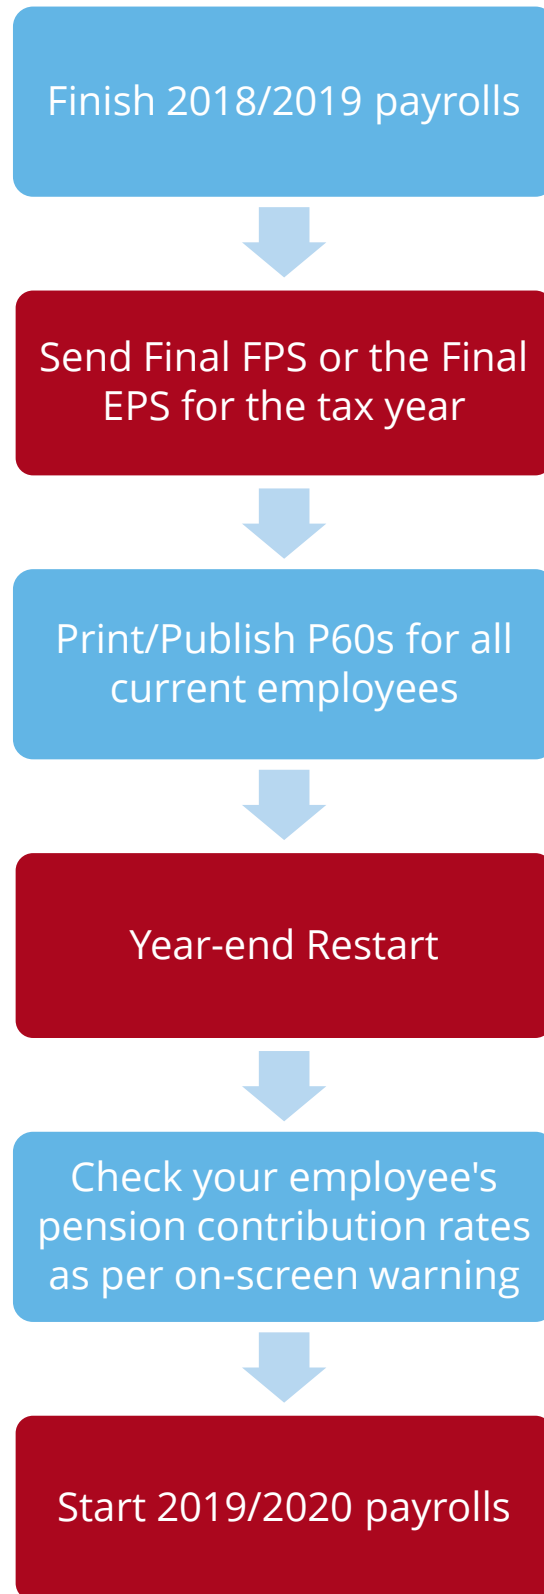 Finish 2018/2019 payrolls
Send Final FPS or the Final
EPS for the tax year
Print/Publish P60s for all
current employees
Year-end Restart
Check your employee's
pension contribution rates
as per on-screen warning
Start 2019/2020 payrolls